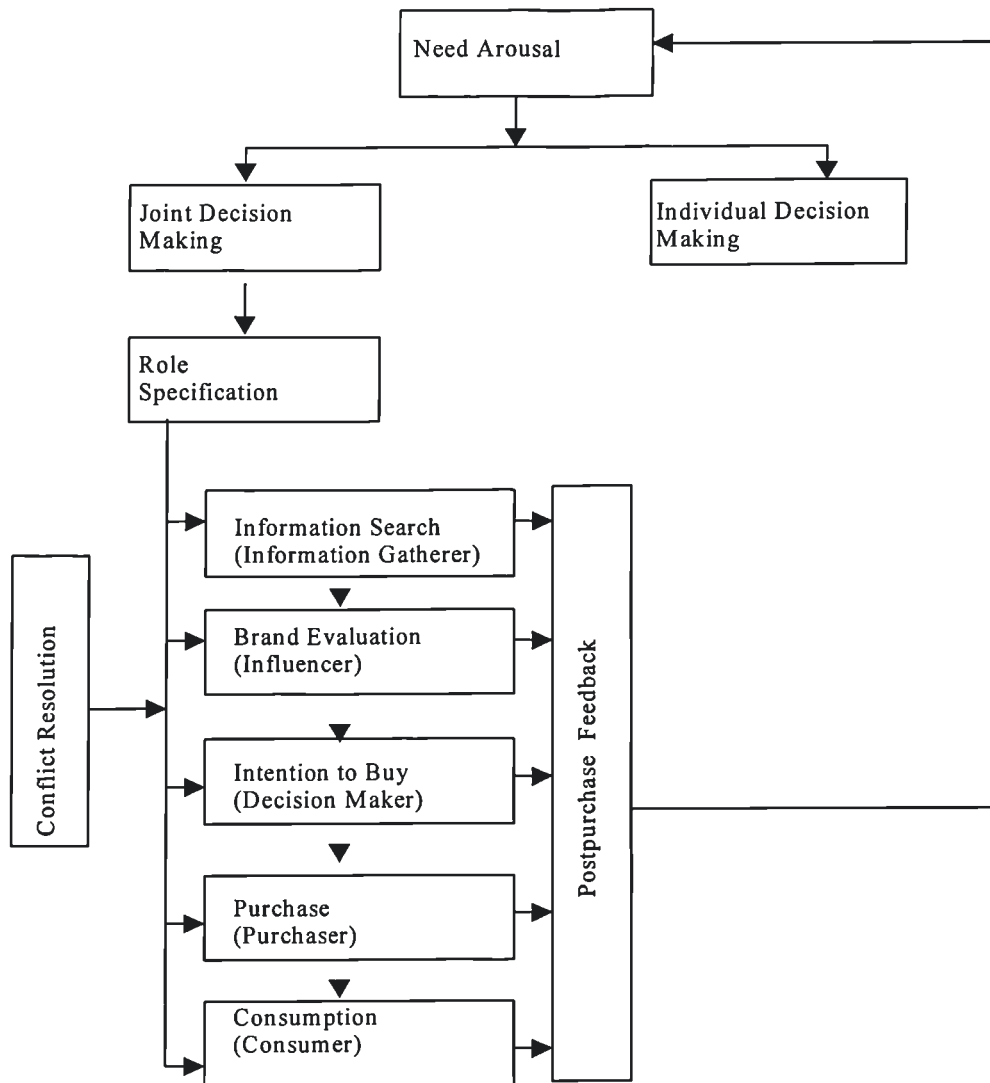 Need Arousal
Joint Decision
Making
Individual Decision
Making
Role
Specification
Information Search
(Information Gatherer)
Brand Evaluation
(Influencer)
Conflict Resolution
Intention to Buy
(Decision Maker)
Postpurchase Feedback
Purchase
(Purchaser)
Consumption
(Consumer)